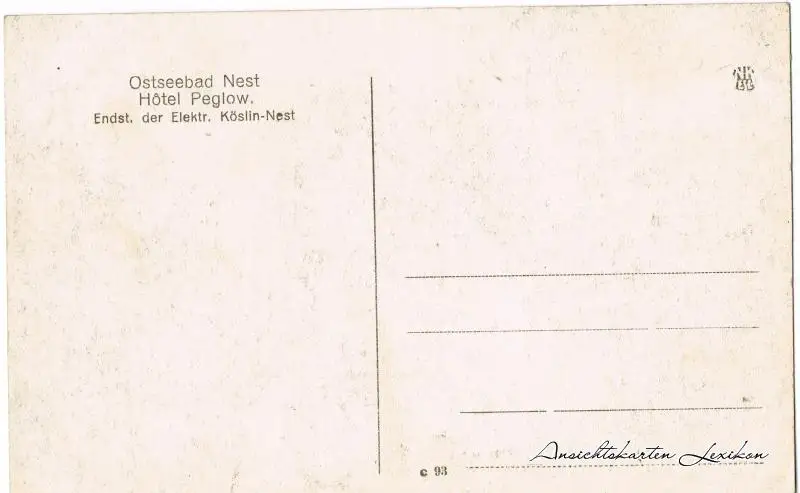 Ostseebad Nest
Hôtel Peglow.
Endst. der Elektr. Köslin-Nest
c 93
Ansichtskarten Lexikon